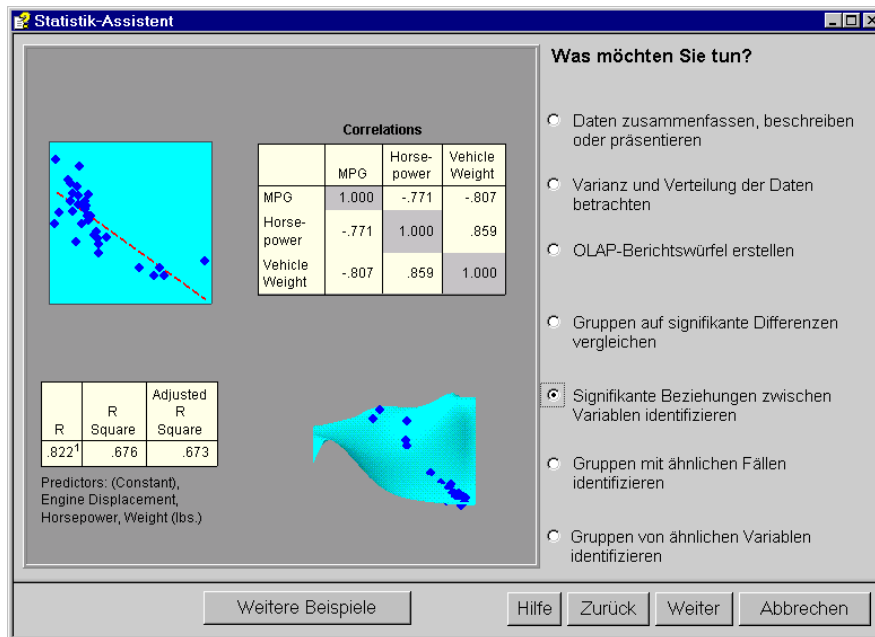 Statistik-Assistent
Was möchten Sie tun?
Correlations
MPG Horse- power Vehicle Weight
MPG 1.000 -.771 -.807
Horse- power -.771 1.000 .859
Vehicle Weight -.807 .859 1.000
R R Square Adjusted R Square
.822¹ .676 .673
Predictors: (Constant),
Engine Displacement,
Horsepower, Weight (lbs.)
Daten zusammenfassen, beschreiben
oder präsentieren
Varianz und Verteilung der Daten
betrachten
OLAP-Berichtswürfel erstellen
Gruppen auf signifikante Differenzen
vergleichen
Signifikante Beziehungen zwischen
Variablen identifizieren
Gruppen mit ähnlichen Fällen
identifizieren
Gruppen von ähnlichen Variablen
identifizieren
Weitere Beispiele Hilfe Zurück Weiter Abbrechen